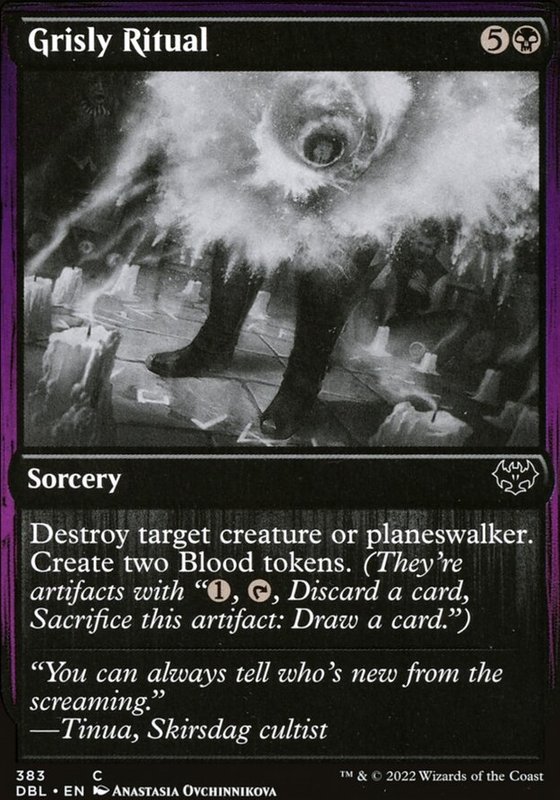 Grisly Ritual 5
Sorcery
Destroy target creature or planeswalker.
Create two Blood tokens. (They're
artifacts with “1, , Discard a card,
Sacrifice this artifact: Draw a card.”)
“You can always tell who's new from the
screaming.”
—Tinua, Skirsdag cultist
383 C
DBL • EN Anastasia Ovchinnikova
™ & © 2022 Wizards of the Coast